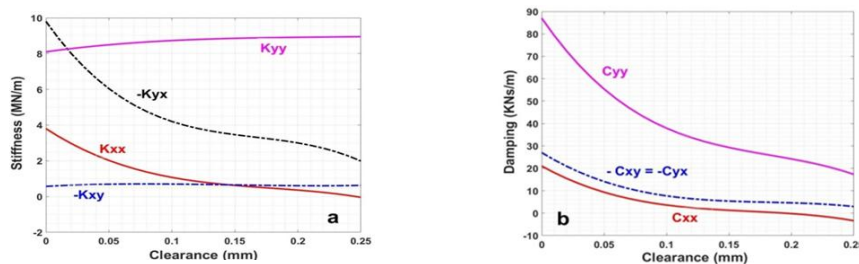 10
8
6
4
2
0
-2
Stiffness (MN/m)
Kyy
-Kyx
Kxx
-Kxy
a
0 0.05 0.1 0.15 0.2 0.25
Clearance (mm)
90
80
70
60
50
40
30
20
10
0
-10
Damping (KNs/m)
Cyy
- Cxy = -Cyx
Cxx
b
0 0.05 0.1 0.15 0.2 0.25
Clearance (mm)